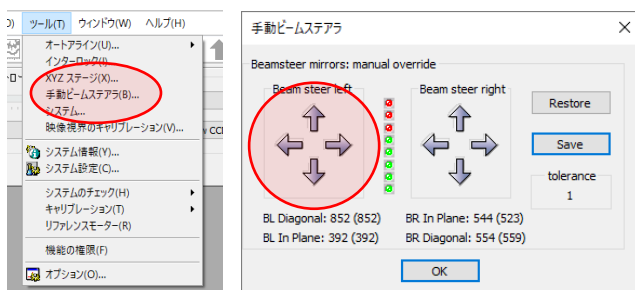 ツール(T) ウィンドウ(W) ヘルプ(H)
オートアライン(U)...
インターロック(I)...
XYZ ステージ(X)...
手動ビームステアラ(B)...
システム...
映像視界のキャリブレーション(V)...
システム情報(Y)...
システム設定(C)...
システムのチェック(H)
キャリブレーション(T)
リファレンスモーター(R)
機能の権限(F)
オプション(O)...
手動ビームステアラ
Beamsteer mirrors: manual override
Beam steer left
Beam steer right
Restore
Save
tolerance
1
BL Diagonal: 852 (852)
BR In Plane: 544 (523)
BL In Plane: 392 (392)
BR Diagonal: 554 (559)
OK